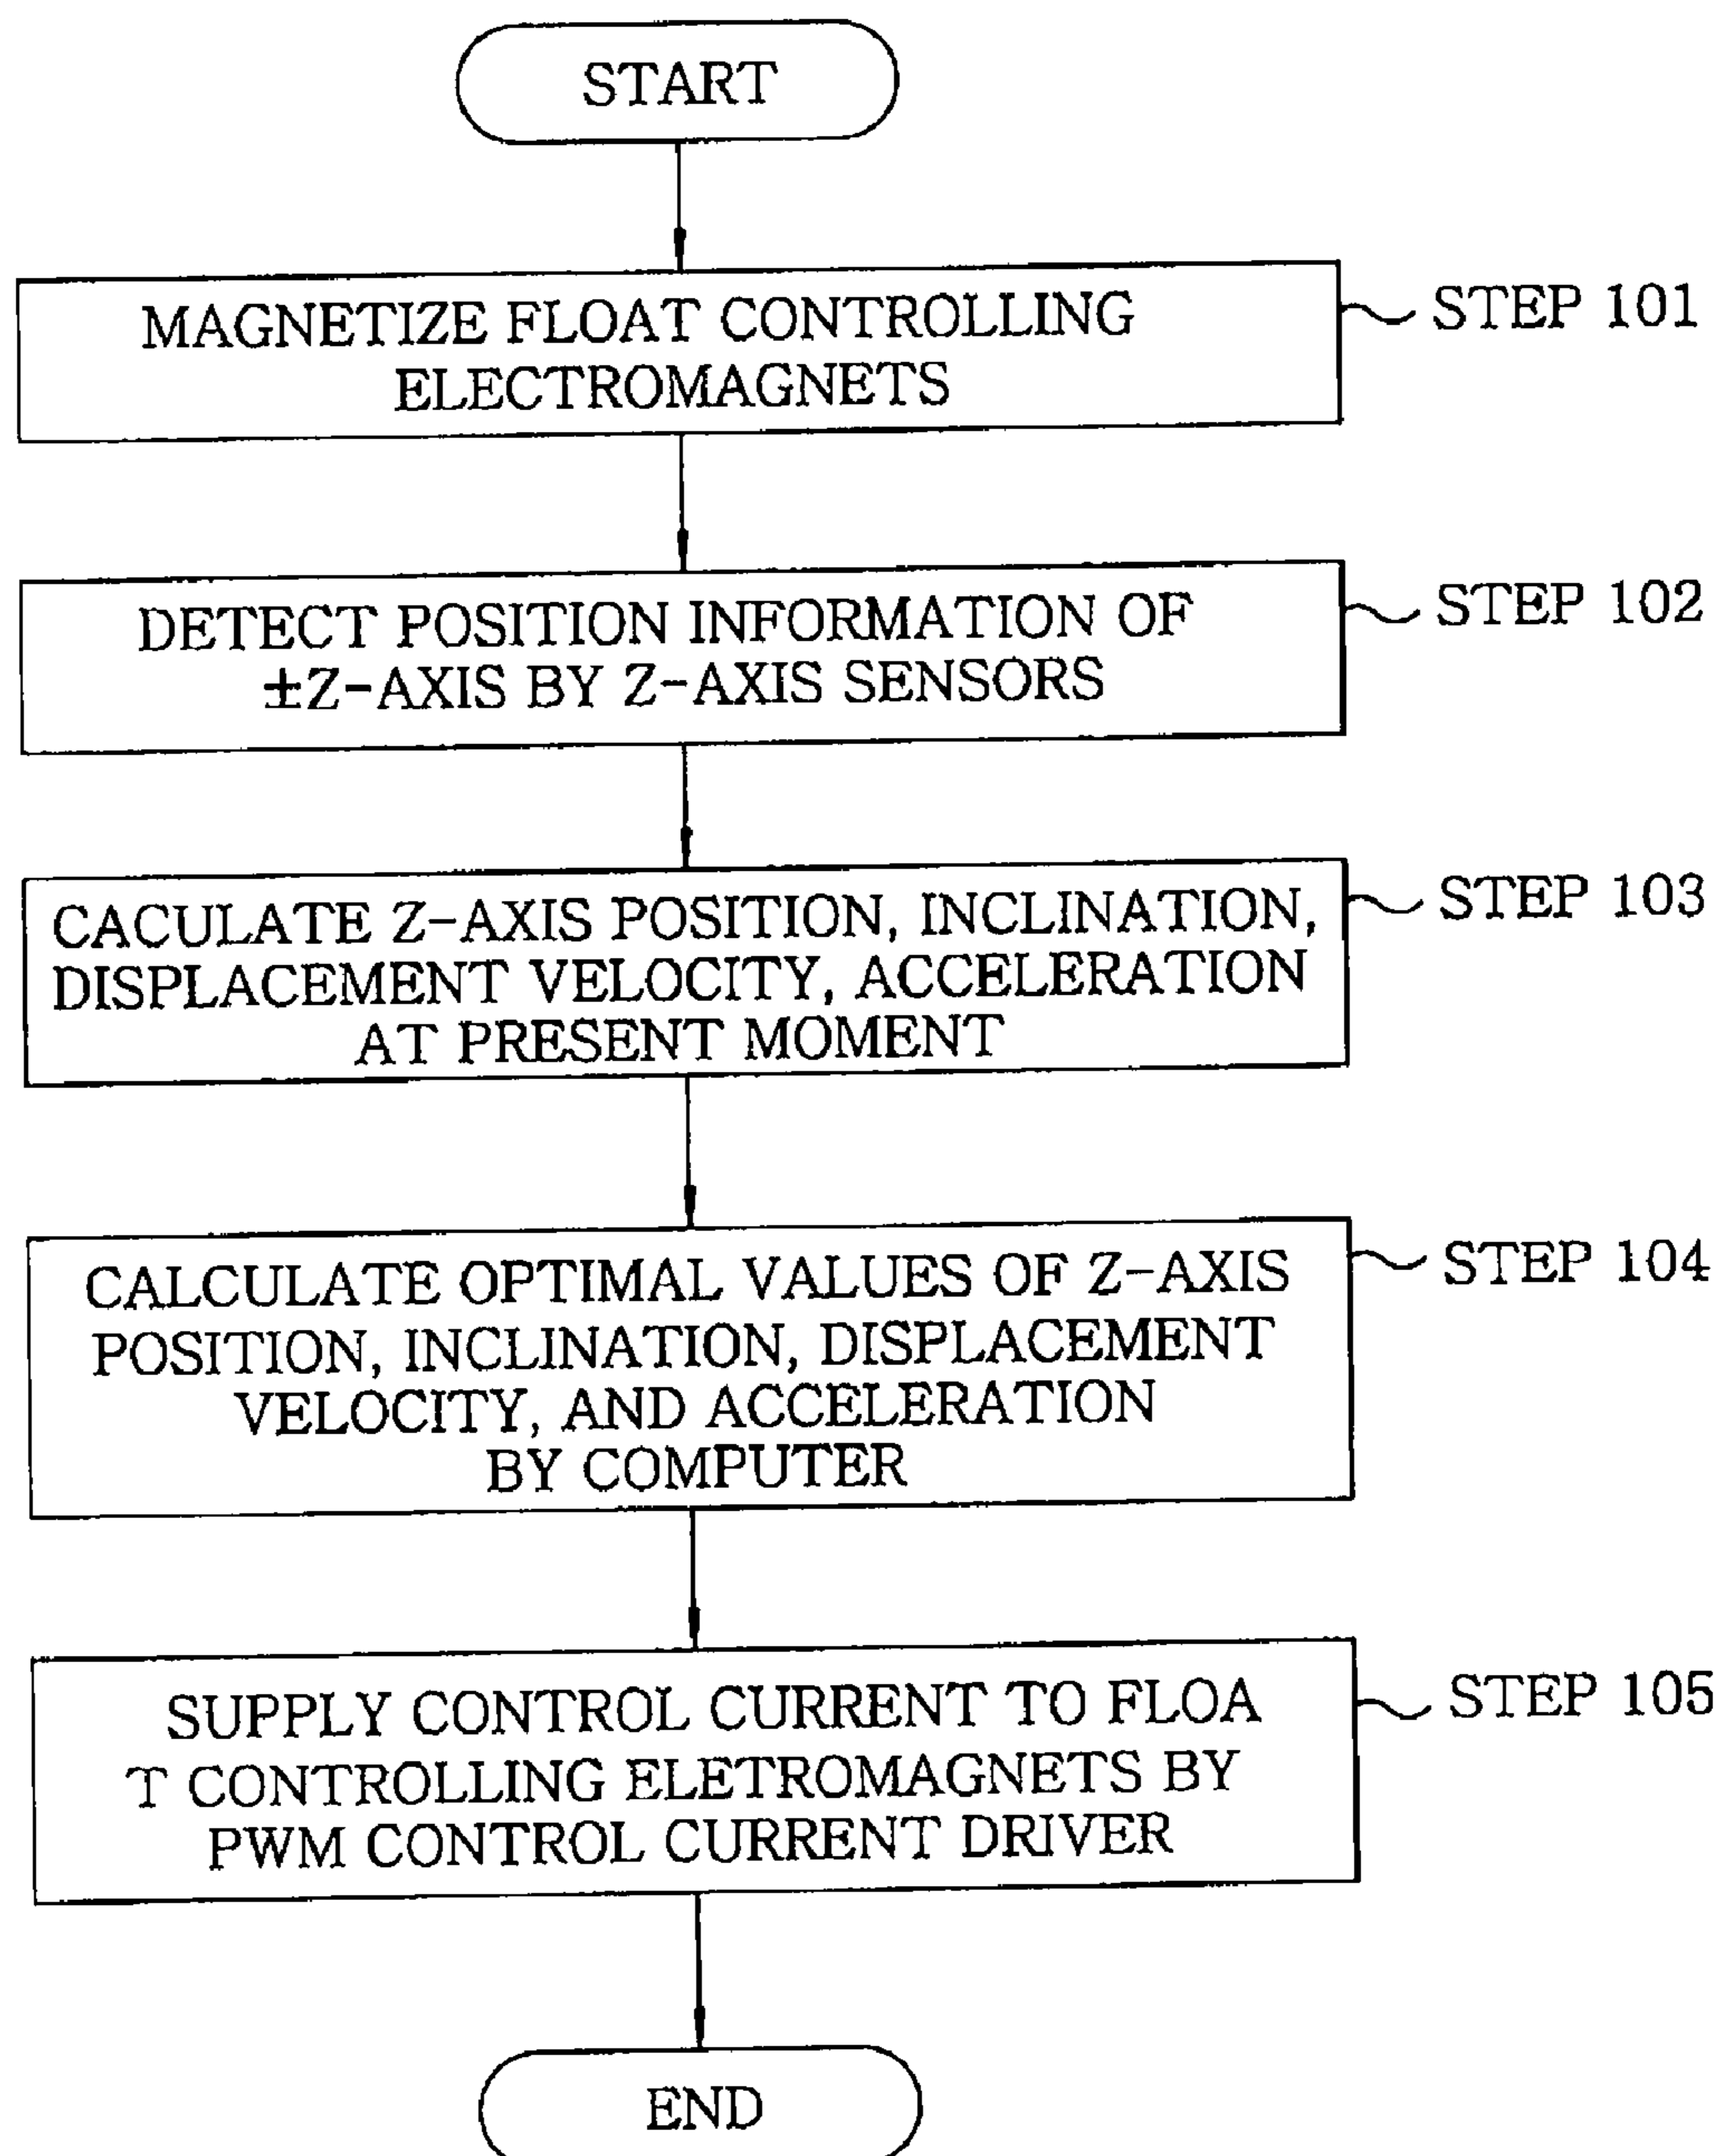 START
MAGNETIZE FLOAT CONTROLLING
ELECTROMAGNETS
STEP 101
DETECT POSITION INFORMATION OF
±Z-AXIS BY Z-AXIS SENSORS
STEP 102
CACULATE Z-AXIS POSITION, INCLINATION,
DISPLACEMENT VELOCITY, ACCELERATION
AT PRESENT MOMENT
STEP 103
CALCULATE OPTIMAL VALUES OF Z-AXIS
POSITION, INCLINATION, DISPLACEMENT
VELOCITY, AND ACCELERATION
BY COMPUTER
STEP 104
SUPPLY CONTROL CURRENT TO FLOA
T CONTROLLING ELETROMAGNETS BY
PWM CONTROL CURRENT DRIVER
STEP 105
END